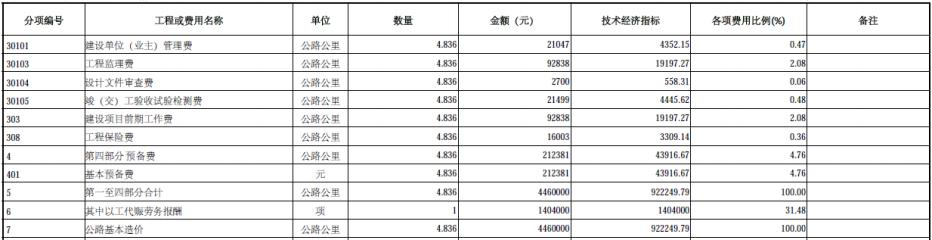 分项编号 工程或费用名称 单位 数量 金额（元） 技术经济指标 各项费用比例(%) 备注
30101 建设单位（业主）管理费 公路公里 4.836 21047 4352.15 0.47
30103 工程监理费 公路公里 4.836 92838 19197.27 2.08
30104 设计文件审查费 公路公里 4.836 2700 558.31 0.06
30105 竣（交）工验收试验检测费 公路公里 4.836 21499 4445.62 0.48
303 建设项目前期工作费 公路公里 4.836 92838 19197.27 2.08
308 工程保险费 公路公里 4.836 16003 3309.14 0.36
4 第四部分 预备费 公路公里 4.836 212381 43916.67 4.76
401 基本预备费 元 4.836 212381 43916.67 4.76
5 第一至四部分合计 公路公里 4.836 4460000 922249.79 100.00
6 其中以工代赈劳务报酬 项 1 1404000 1404000 31.48
7 公路基本造价 公路公里 4.836 4460000 922249.79 100.00